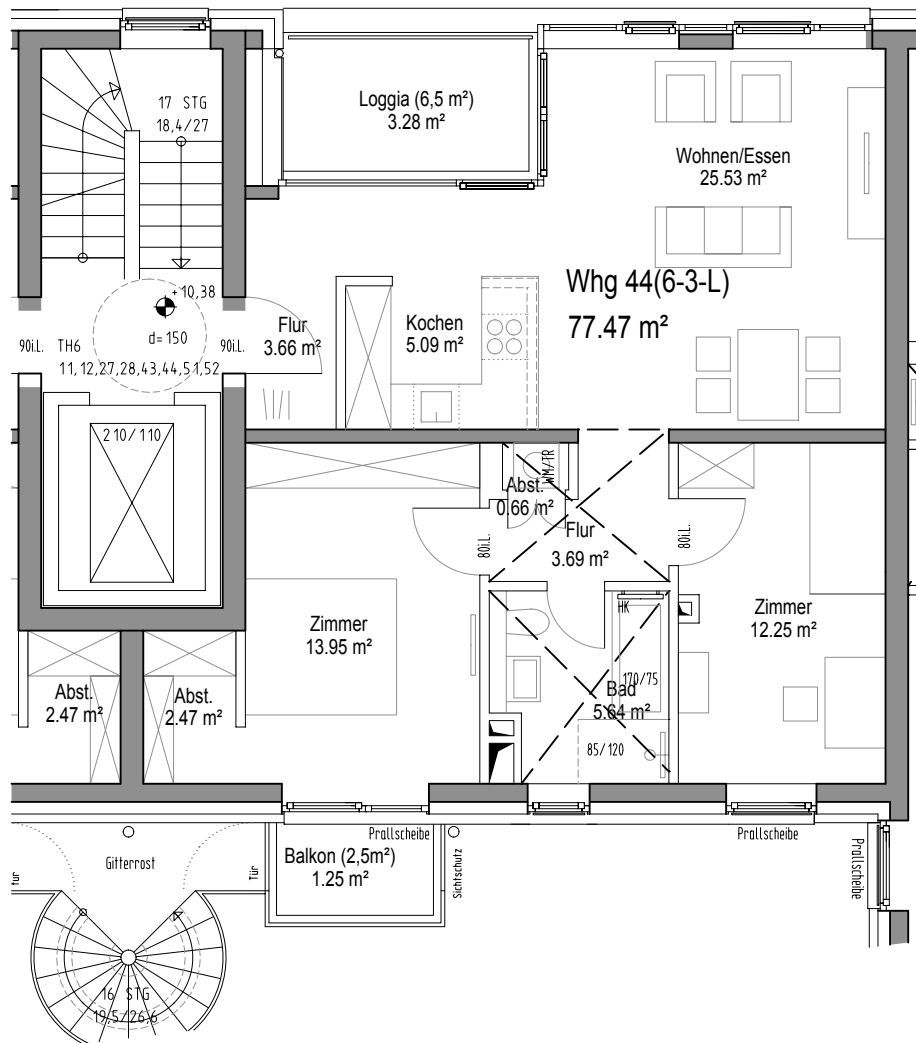 17 STG
18,4/27
Loggia (6,5 m²)
3.28 m²
Wohnen/Essen
25.53 m²
Whg 44(6-3-L)
77.47 m²
+10,38
d=150
90i.L.
TH6
90i.L.
11,12,27,28,43,44,51,52
Flur
3.66 m²
Kochen
5.09 m²
210/110
WM/TR
Abst.
0.66 m²
80i.L.
Flur
3.69 m²
80i.L.
Zimmer
13.95 m²
HK
Zimmer
12.25 m²
170/75
Bad
5.64 m²
85/120
Abst.
2.47 m²
Abst.
2.47 m²
Prallscheibe
Prallscheibe
Prallscheibe
Gitterrost
Tür
Balkon (2,5m²)
1.25 m²
Sichtschutz
16 STG
19,5/26,6